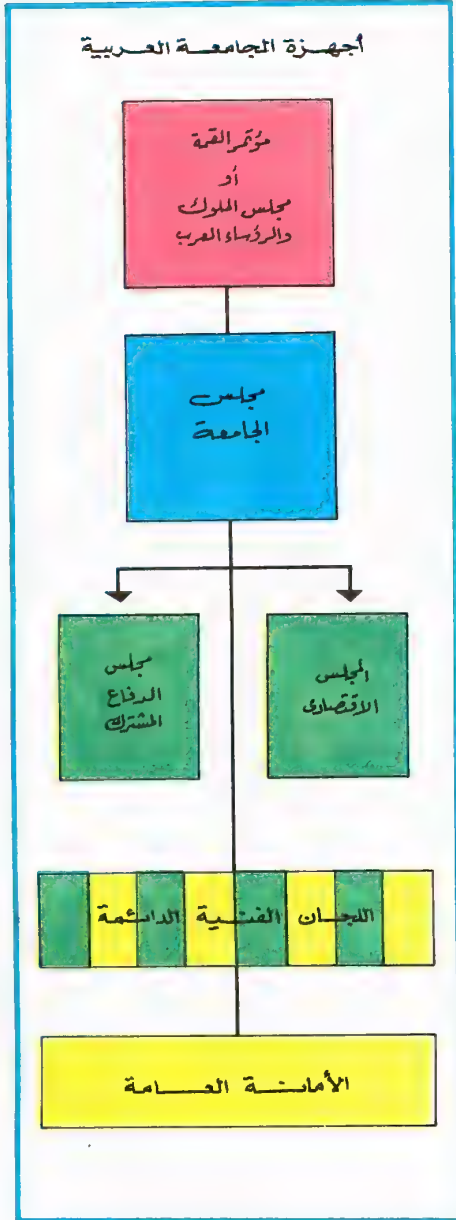 أجهزة الجامعة العربية
مؤتمر القمة
أو
مجلس الملوك
والرؤساء العرب
مجلس
الجامعة
المجلس
الاقتصادى
مجلس
الدفاع
المشترك
اللجان الفنية الدائمة
الأمانة العامة